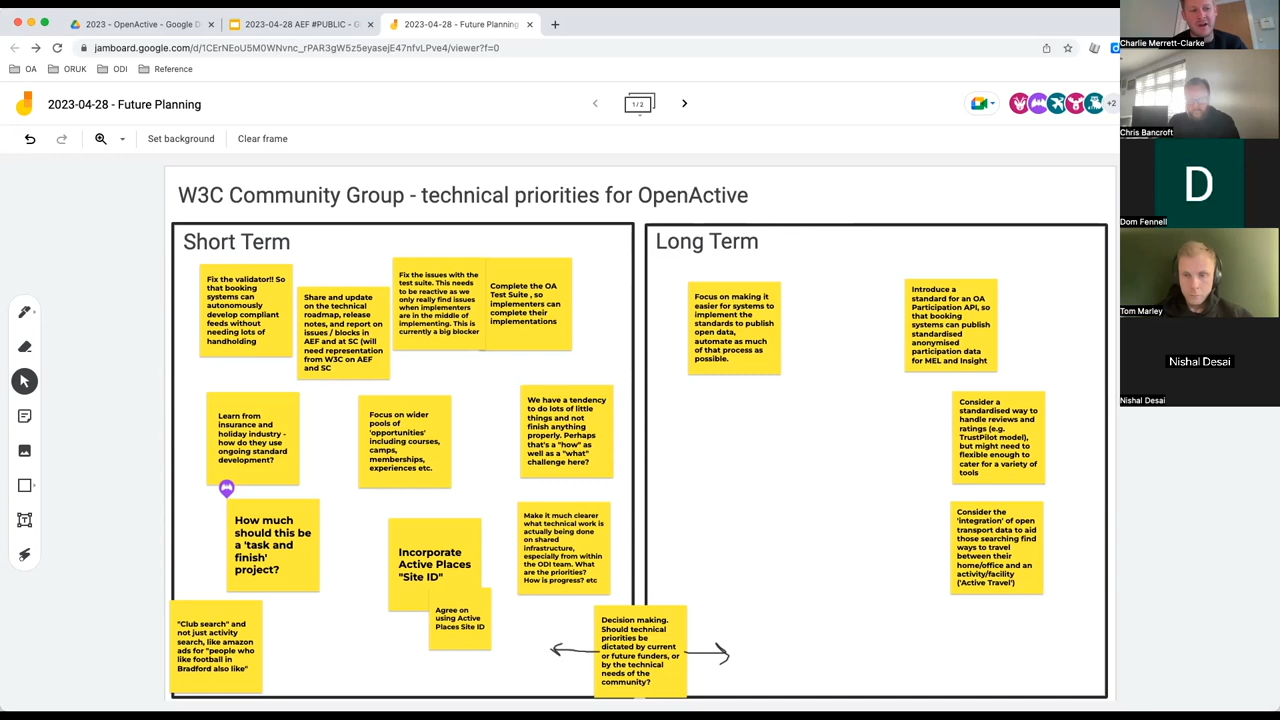 2023 - OpenActive - Google D
2023-04-28 AEF #PUBLIC - G
2023-04-28 - Future Planning
jamboard.google.com/d/1CErNEoU5M0WNvnc_rPAR3gW5z5eyasejE47nfvLPve4/viewer?f=0
OA
ORUK
ODI
Reference
2023-04-28 - Future Planning
1/2
+2
Set background
Clear frame
W3C Community Group - technical priorities for OpenActive
Short Term
Fix the validator!! So
that booking
systems can
autonomously
develop compliant
feeds without
needing lots of
handholding
Share and update
on the technical
roadmap, release
notes, and report on
issues / blocks in
AEF and at SC (will
need representation
from W3C on AEF
and SC
Fix the issues with the
test suite. This needs
to be reactive as we
only really find issues
when implementers
are in the middle of
implementing. This is
currently a big blocker
Complete the OA
Test Suite , so
implementers can
complete their
implementations
Learn from
insurance and
holiday industry -
how do they use
ongoing standard
development?
Focus on wider
pools of
'opportunities'
including courses,
camps,
memberships,
experiences etc.
We have a tendency
to do lots of little
things and not
finish anything
properly. Perhaps
that's a "how" as
well as a "what"
challenge here?
How much
should this be
a 'task and
finish'
project?
Incorporate
Active Places
"Site ID"
Agree on
using Active
Places Site ID
Make it much clearer
what technical work is
actually being done
on shared
infrastructure,
especially from within
the ODI team. What
are the priorities?
How is progress? etc
"Club search" and
not just activity
search, like amazon
ads for "people who
like football in
Bradford also like"
Decision making.
Should technical
priorities be
dictated by current
or future funders, or
by the technical
needs of the
community?
Long Term
Focus on making it
easier for systems to
implement the
standards to publish
open data,
automate as much
of that process as
possible.
Introduce a
standard for an OA
Participation API, so
that booking
systems can publish
standardised
anonymised
participation data
for MEL and Insight
Consider a
standardised way to
handle reviews and
ratings (e.g.
TrustPilot model),
but might need to
flexible enough to
cater for a variety of
tools
Consider the
'integration' of open
transport data to aid
those searching find
ways to travel
between their
home/office and an
activity/facility
('Active Travel')
Charlie Merrett-Clarke
Chris Bancroft
D
Dom Fennell
Tom Marley
Nishal Desai
Nishal Desai